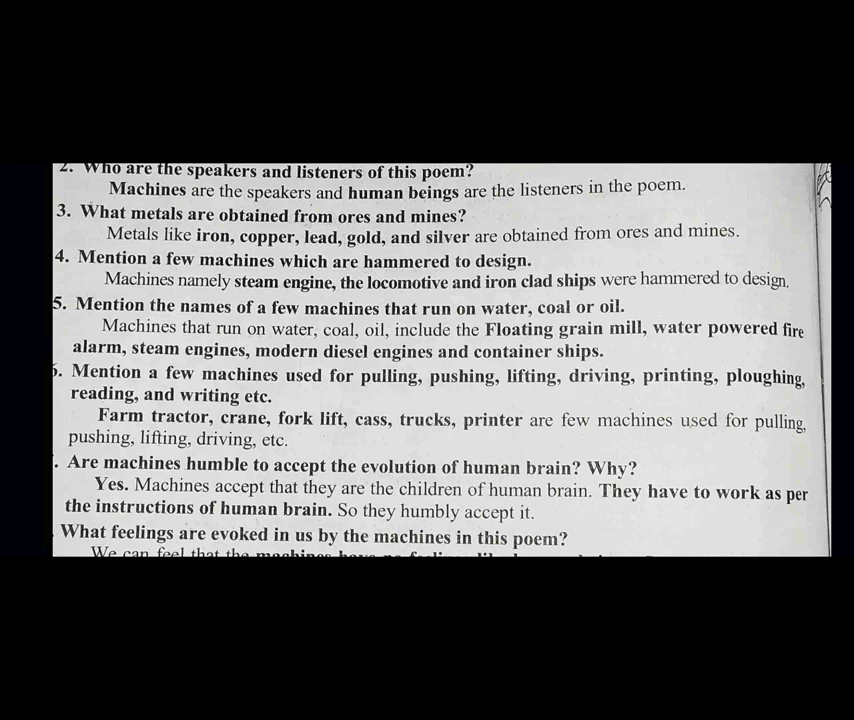 2. Who are the speakers and listeners of this poem?
Machines are the speakers and human beings are the listeners in the poem.
3. What metals are obtained from ores and mines?
Metals like iron, copper, lead, gold, and silver are obtained from ores and mines.
4. Mention a few machines which are hammered to design.
Machines namely steam engine, the locomotive and iron clad ships were hammered to design.
5. Mention the names of a few machines that run on water, coal or oil.
Machines that run on water, coal, oil, include the Floating grain mill, water powered fire
alarm, steam engines, modern diesel engines and container ships.
. Mention a few machines used for pulling, pushing, lifting, driving, printing, ploughing,
reading, and writing etc.
Farm tractor, crane, fork lift, cass, trucks, printer are few machines used for pulling,
pushing, lifting, driving, etc.
. Are machines humble to accept the evolution of human brain? Why?
Yes. Machines accept that they are the children of human brain. They have to work as per
the instructions of human brain. So they humbly accept it.
What feelings are evoked in us by the machines in this poem?
We can feel that the machines have no